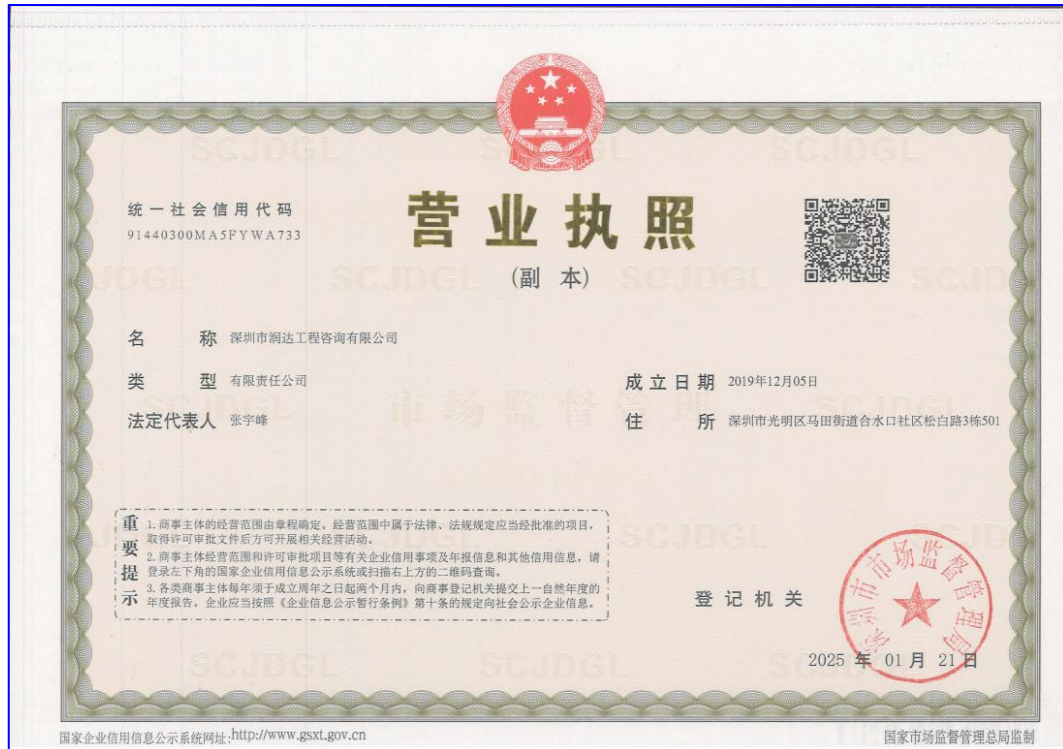 统一社会信用代码
91440300MA5FYWA733
营业执照
(副 本)
名 称 深圳市润达工程咨询有限公司
类 型 有限责任公司
成立日期 2019年12月05日
法定代表人 张宇峰
住 所 深圳市光明区马田街道合水口社区松白路3栋501
重要提示
1. 商事主体的经营范围由章程确定。经营范围中属于法律、法规规定应当经批准的项目，
取得许可审批文件后方可开展相关经营活动。
2. 商事主体经营范围和许可审批项目等有关企业信用事项及年报信息和其他信用信息，请
登录左下角的国家企业信用信息公示系统或扫描右上方的二维码查询。
3. 各类商事主体每年须于成立周年之日起两个月内，向商事登记机关提交上一自然年度的
年度报告。企业应当按照《企业信息公示暂行条例》第十条的规定向社会公示企业信息。
登记机关
深圳市市场监督管理局
2025 年 01 月 21 日
国家企业信用信息公示系统网址:http://www.gsxt.gov.cn
国家市场监督管理总局监制
SCJDGL
市场监督管理